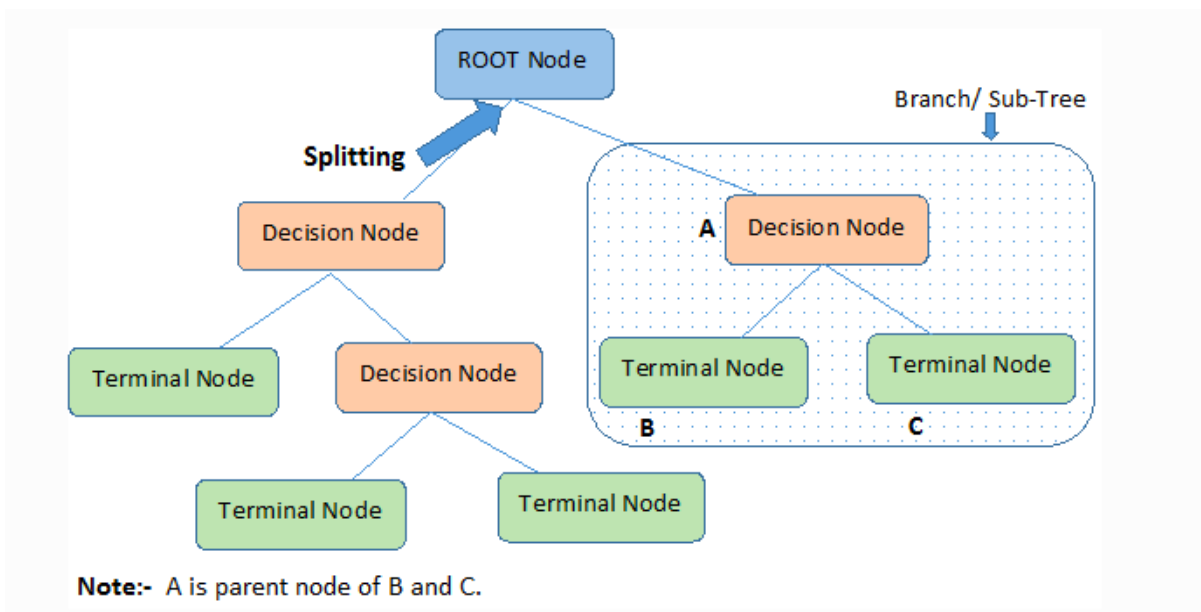 ROOT Node
Branch/ Sub-Tree
Splitting
Decision Node
A
Decision Node
Terminal Node
Decision Node
Terminal Node
Terminal Node
B
C
Terminal Node
Terminal Node
Note:- A is parent node of B and C.